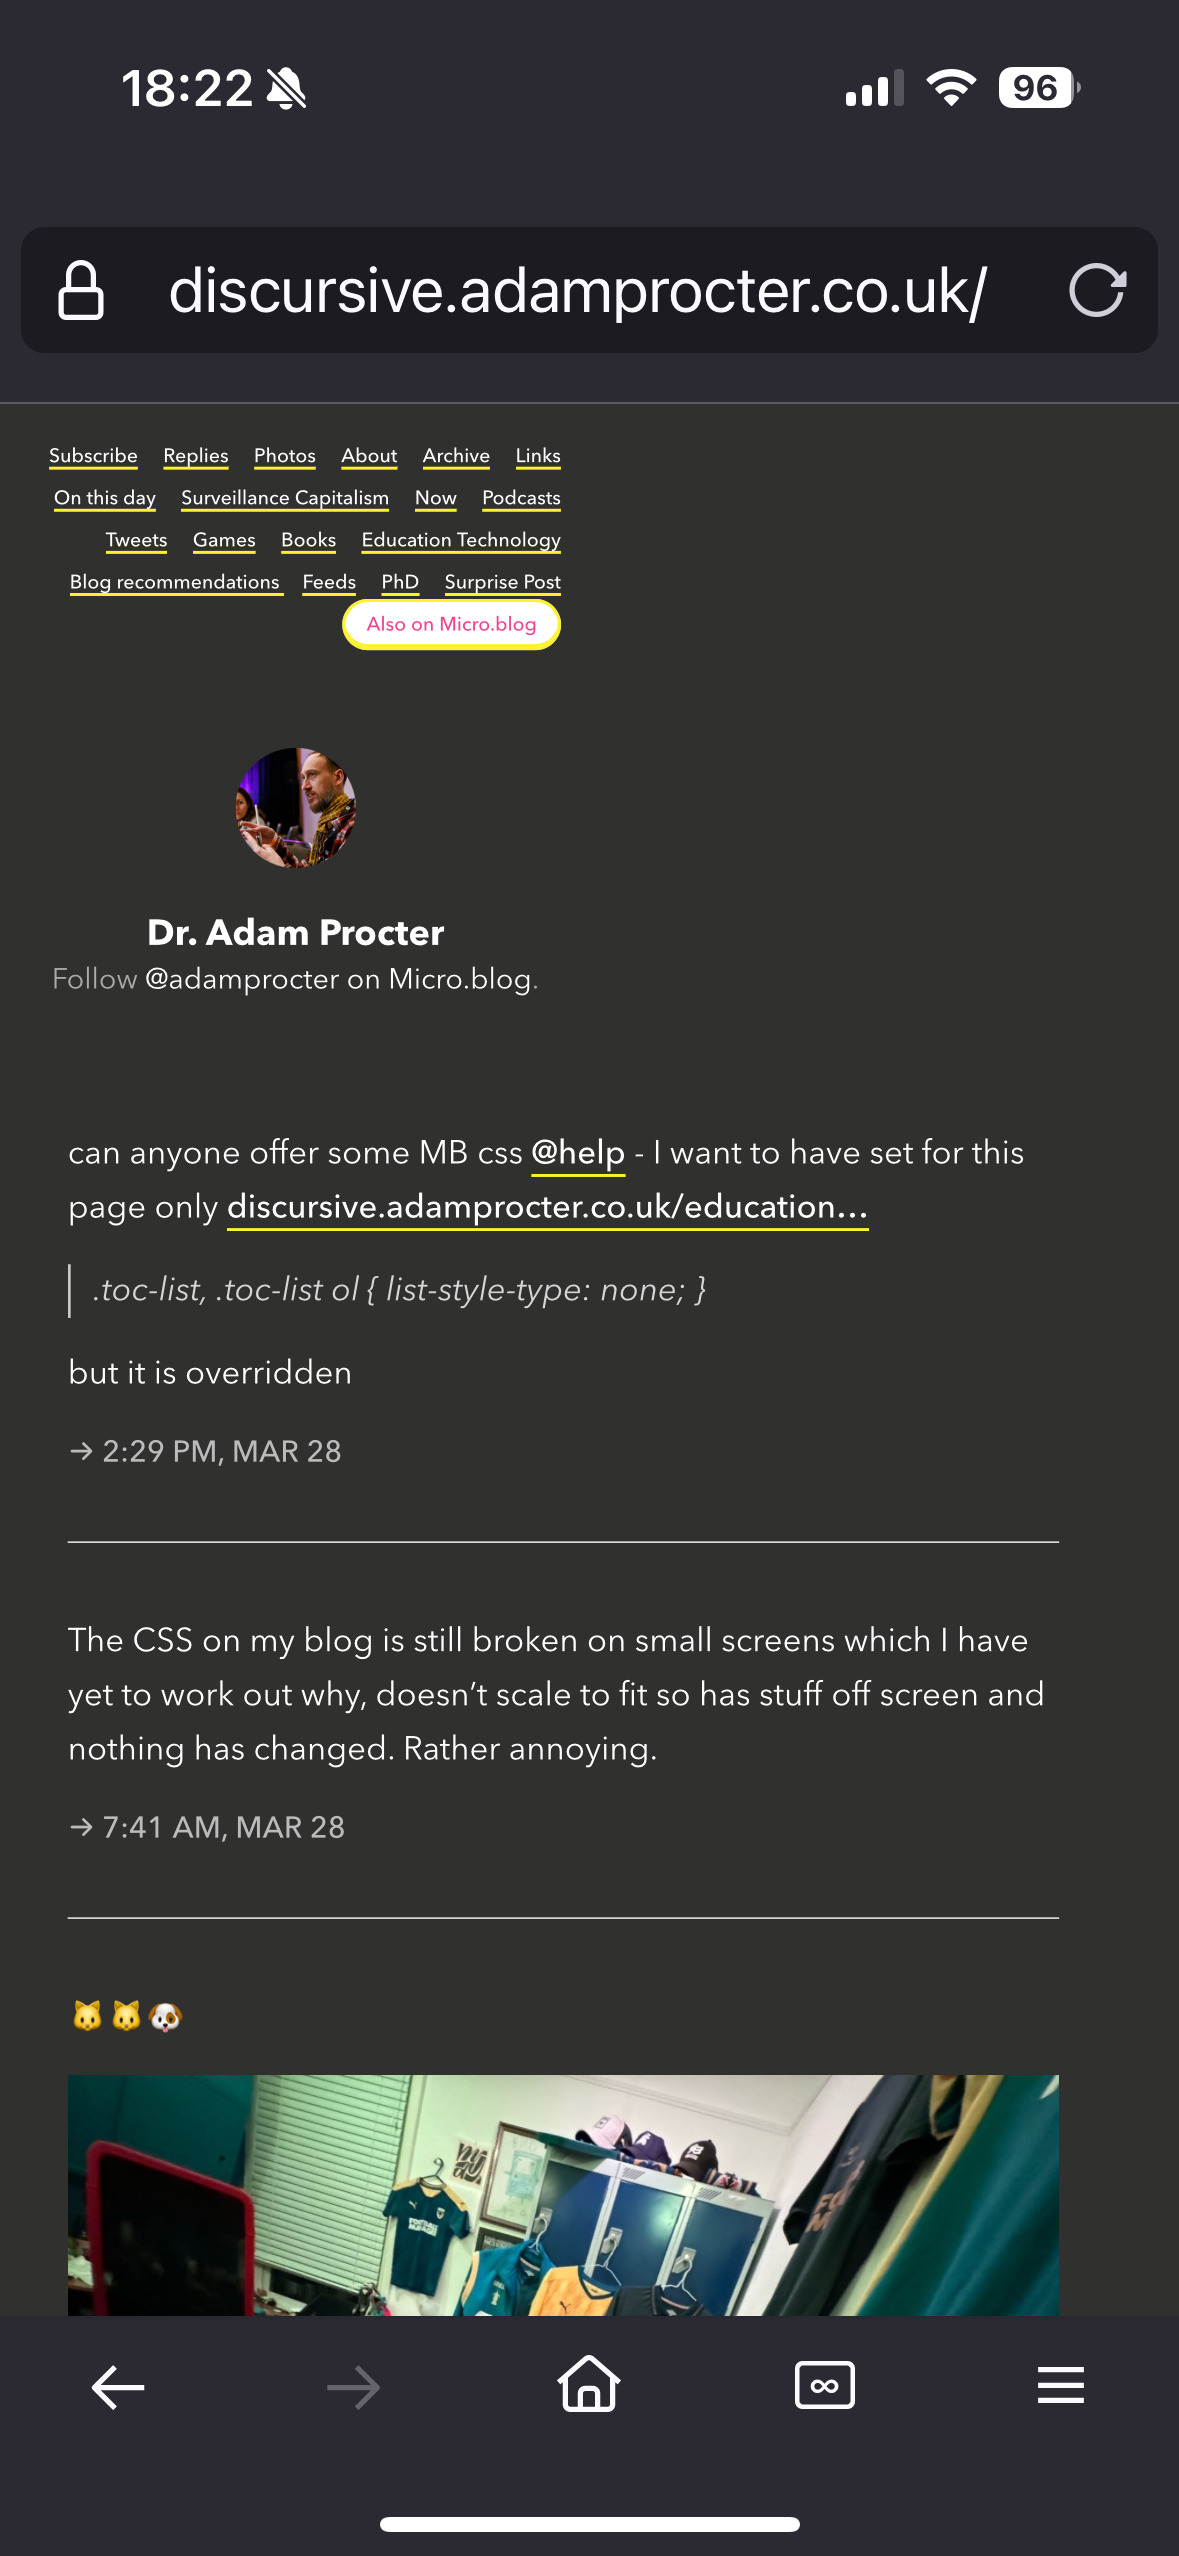 18:22
96
discursive.adamprocter.co.uk/
Subscribe Replies Photos About Archive Links
On this day Surveillance Capitalism Now Podcasts
Tweets Games Books Education Technology
Blog recommendations Feeds PhD Surprise Post
Also on Micro.blog
Dr. Adam Procter
Follow @adamprocter on Micro.blog.
can anyone offer some MB css @help - I want to have set for this
page only discursive.adamprocter.co.uk/education...
.toc-list, .toc-list ol { list-style-type: none; }
but it is overridden
→ 2:29 PM, MAR 28
The CSS on my blog is still broken on small screens which I have
yet to work out why, doesn’t scale to fit so has stuff off screen and
nothing has changed. Rather annoying.
→ 7:41 AM, MAR 28
🐱🐱🐶
FOOTBALL
MANAGER